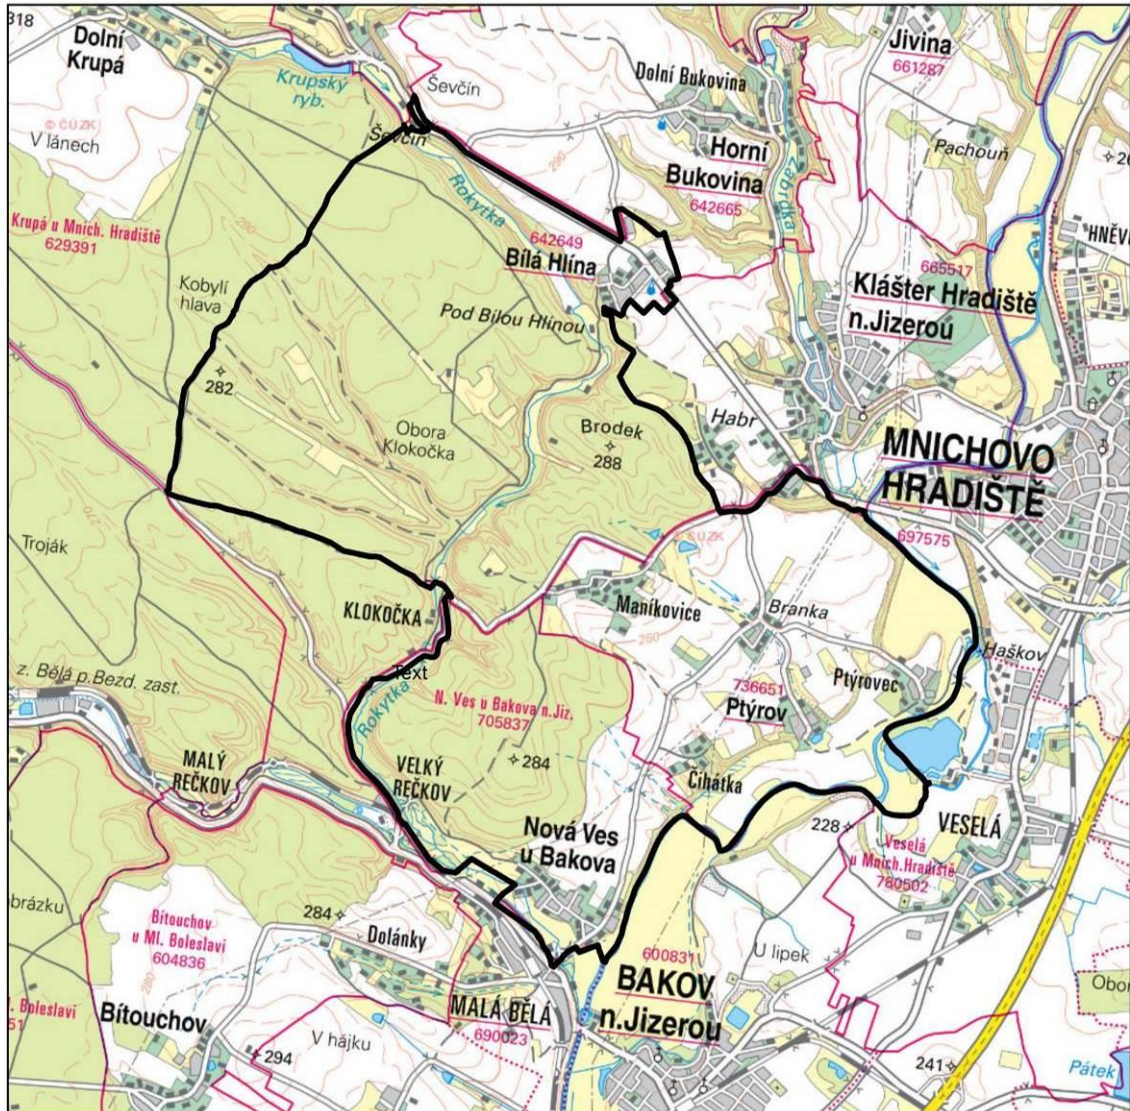 318
Dolní
Krupá
Krupský
ryb.
Ševčín
Dolní Bukovina
Jivina
661287
© ČÚZK
V lánech
Ševčín
290
Horní
Bukovina
642665
Zábrdka
Pachouň
Rokytka
Krupá u Mnich. Hradiště
629391
290
642649
Bílá Hlína
665517
Klášter Hradiště
n.Jizerou
Kobylí
hlava
Pod Bílou Hlínou
282
Obora
Klokočka
Brodek
288
Habr
MNICHOVO
HRADIŠTĚ
270
Troják
© ČÚZK
697575
KLOKOČKA
Maníkovice
250
Branka
Haškov
z. Bělá p.Bezd. zast.
Text
Rokytka
N. Ves u Bakova n.Jiz.
705837
736651
Ptýrov
Ptýrovec
MALÝ
REČKOV
VELKÝ
REČKOV
284
Čihátka
Nová Ves
u Bakova
228
VESELÁ
Veselá
u Mnich.Hradiště
780502
obrázku
Bítouchov
u Ml. Boleslavi
604836
284
Dolánky
280
600831
U lipek
BAKOV
n.Jizerou
Bítouchov
MALÁ BĚLÁ
690023
V hájku
294
241
Pátek